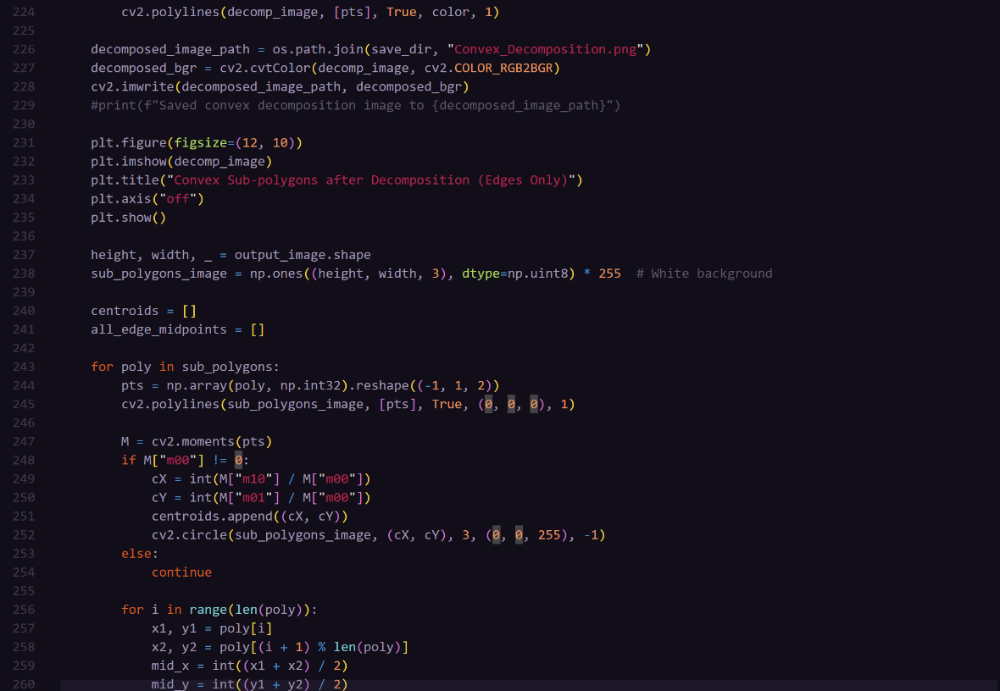 224             cv2.polylines(decomp_image, [pts], True, color, 1)
225
226         decomposed_image_path = os.path.join(save_dir, "Convex_Decomposition.png")
227         decomposed_bgr = cv2.cvtColor(decomp_image, cv2.COLOR_RGB2BGR)
228         cv2.imwrite(decomposed_image_path, decomposed_bgr)
229         #print(f"Saved convex decomposition image to {decomposed_image_path}")
230
231         plt.figure(figsize=(12, 10))
232         plt.imshow(decomp_image)
233         plt.title("Convex Sub-polygons after Decomposition (Edges Only)")
234         plt.axis("off")
235         plt.show()
236
237         height, width, _ = output_image.shape
238         sub_polygons_image = np.ones((height, width, 3), dtype=np.uint8) * 255  # White background
239
240         centroids = []
241         all_edge_midpoints = []
242
243         for poly in sub_polygons:
244             pts = np.array(poly, np.int32).reshape((-1, 1, 2))
245             cv2.polylines(sub_polygons_image, [pts], True, (0, 0, 0), 1)
246
247             M = cv2.moments(pts)
248             if M["m00"] != 0:
249                 cX = int(M["m10"] / M["m00"])
250                 cY = int(M["m01"] / M["m00"])
251                 centroids.append((cX, cY))
252                 cv2.circle(sub_polygons_image, (cX, cY), 3, (0, 0, 255), -1)
253             else:
254                 continue
255
256             for i in range(len(poly)):
257                 x1, y1 = poly[i]
258                 x2, y2 = poly[(i + 1) % len(poly)]
259                 mid_x = int((x1 + x2) / 2)
260                 mid_y = int((y1 + y2) / 2)